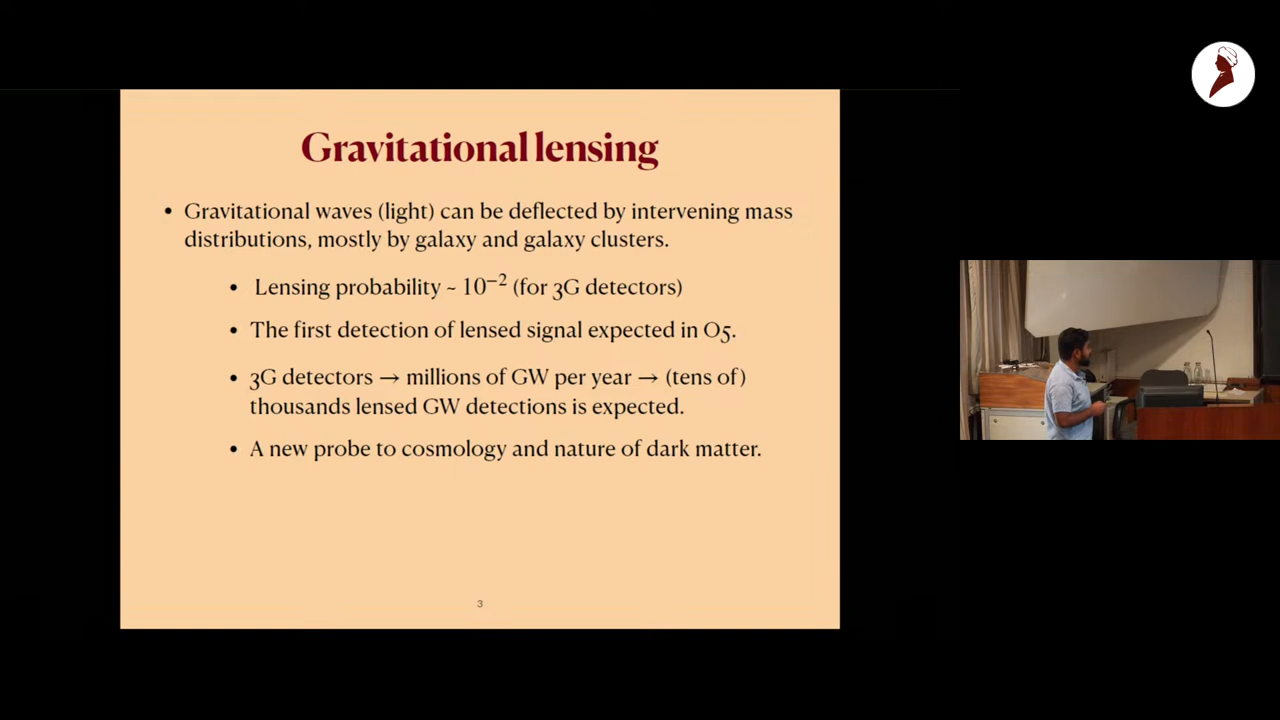 Gravitational lensing
• Gravitational waves (light) can be deflected by intervening mass
distributions, mostly by galaxy and galaxy clusters.
• Lensing probability ~ 10⁻² (for 3G detectors)
• The first detection of lensed signal expected in O5.
• 3G detectors → millions of GW per year → (tens of)
thousands lensed GW detections is expected.
• A new probe to cosmology and nature of dark matter.
3